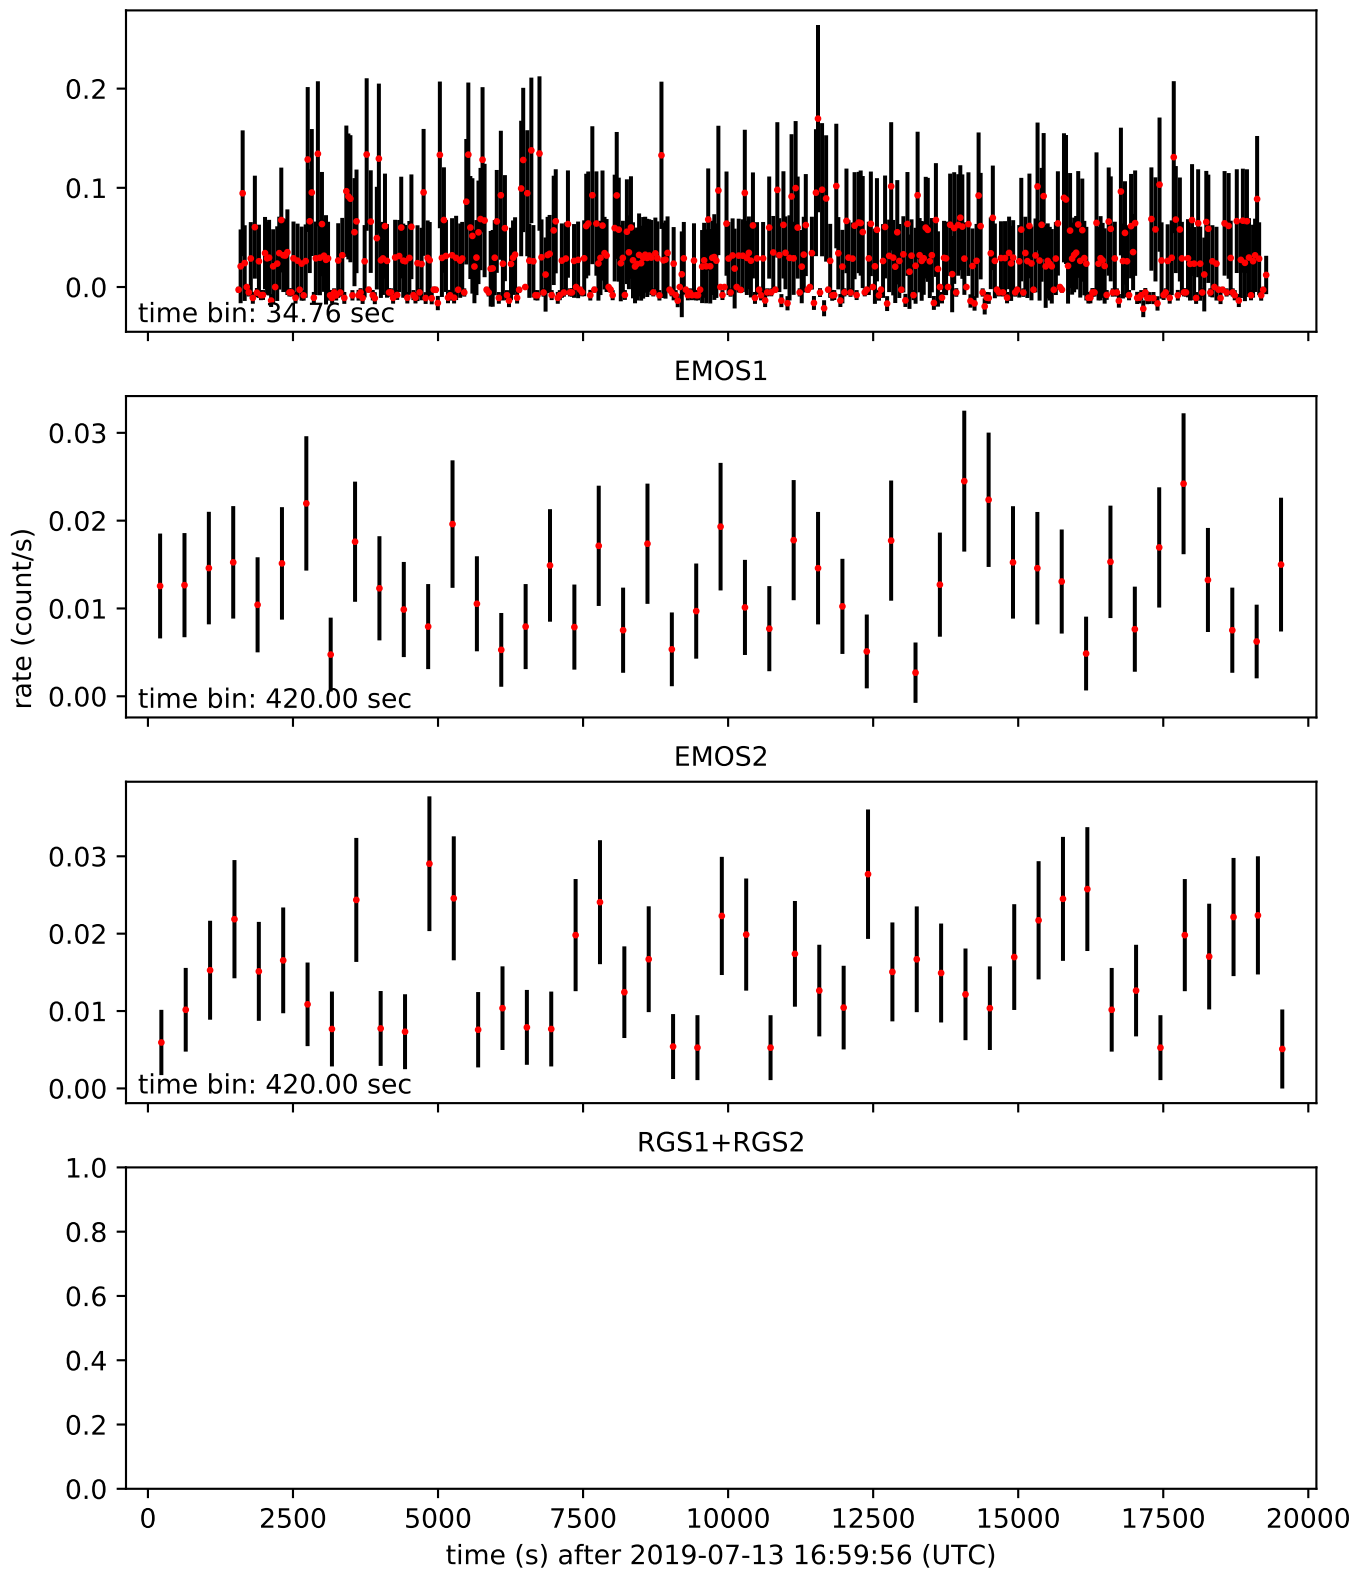 0.2
0.1
0.0
time bin: 34.76 sec
EMOS1
rate (count/s)
0.03
0.02
0.01
0.00
time bin: 420.00 sec
EMOS2
0.03
0.02
0.01
0.00
time bin: 420.00 sec
RGS1+RGS2
1.0
0.8
0.6
0.4
0.2
0.0
0 2500 5000 7500 10000 12500 15000 17500 20000
time (s) after 2019-07-13 16:59:56 (UTC)